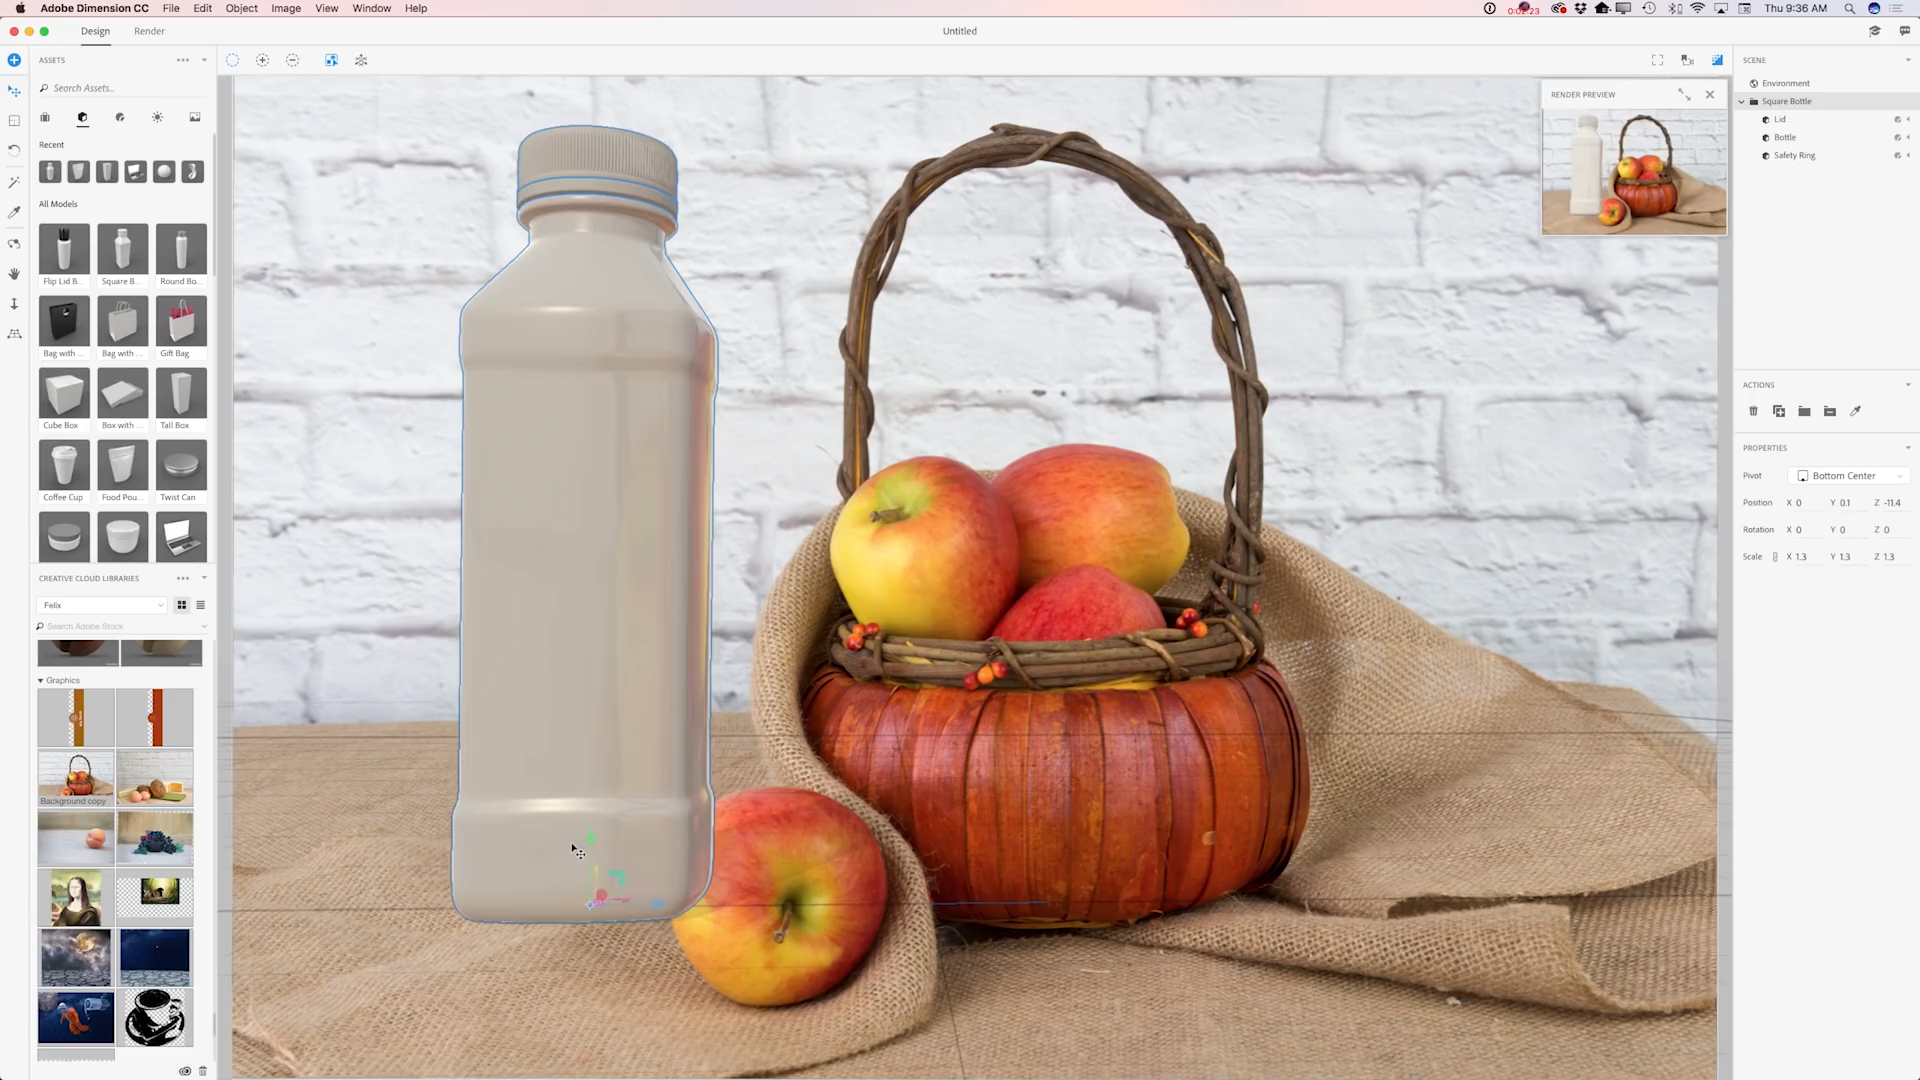 Adobe Dimension CC File Edit Object Image View Window Help
0:02:23
Thu 9:36 AM
Design Render
Untitled
ASSETS
Search Assets...
Recent
All Models
Flip Lid B... Square B... Round Bo...
Bag with ... Bag with ... Gift Bag
Cube Box Box with ... Tall Box
Coffee Cup Food Pou... Twist Can
CREATIVE CLOUD LIBRARIES
Felix
Search Adobe Stock
Graphics
Background copy
RENDER PREVIEW
SCENE
Environment
Square Bottle
Lid
Bottle
Safety Ring
ACTIONS
PROPERTIES
Pivot Bottom Center
Position X 0 Y 0.1 Z -11.4
Rotation X 0 Y 0 Z 0
Scale X 1.3 Y 1.3 Z 1.3